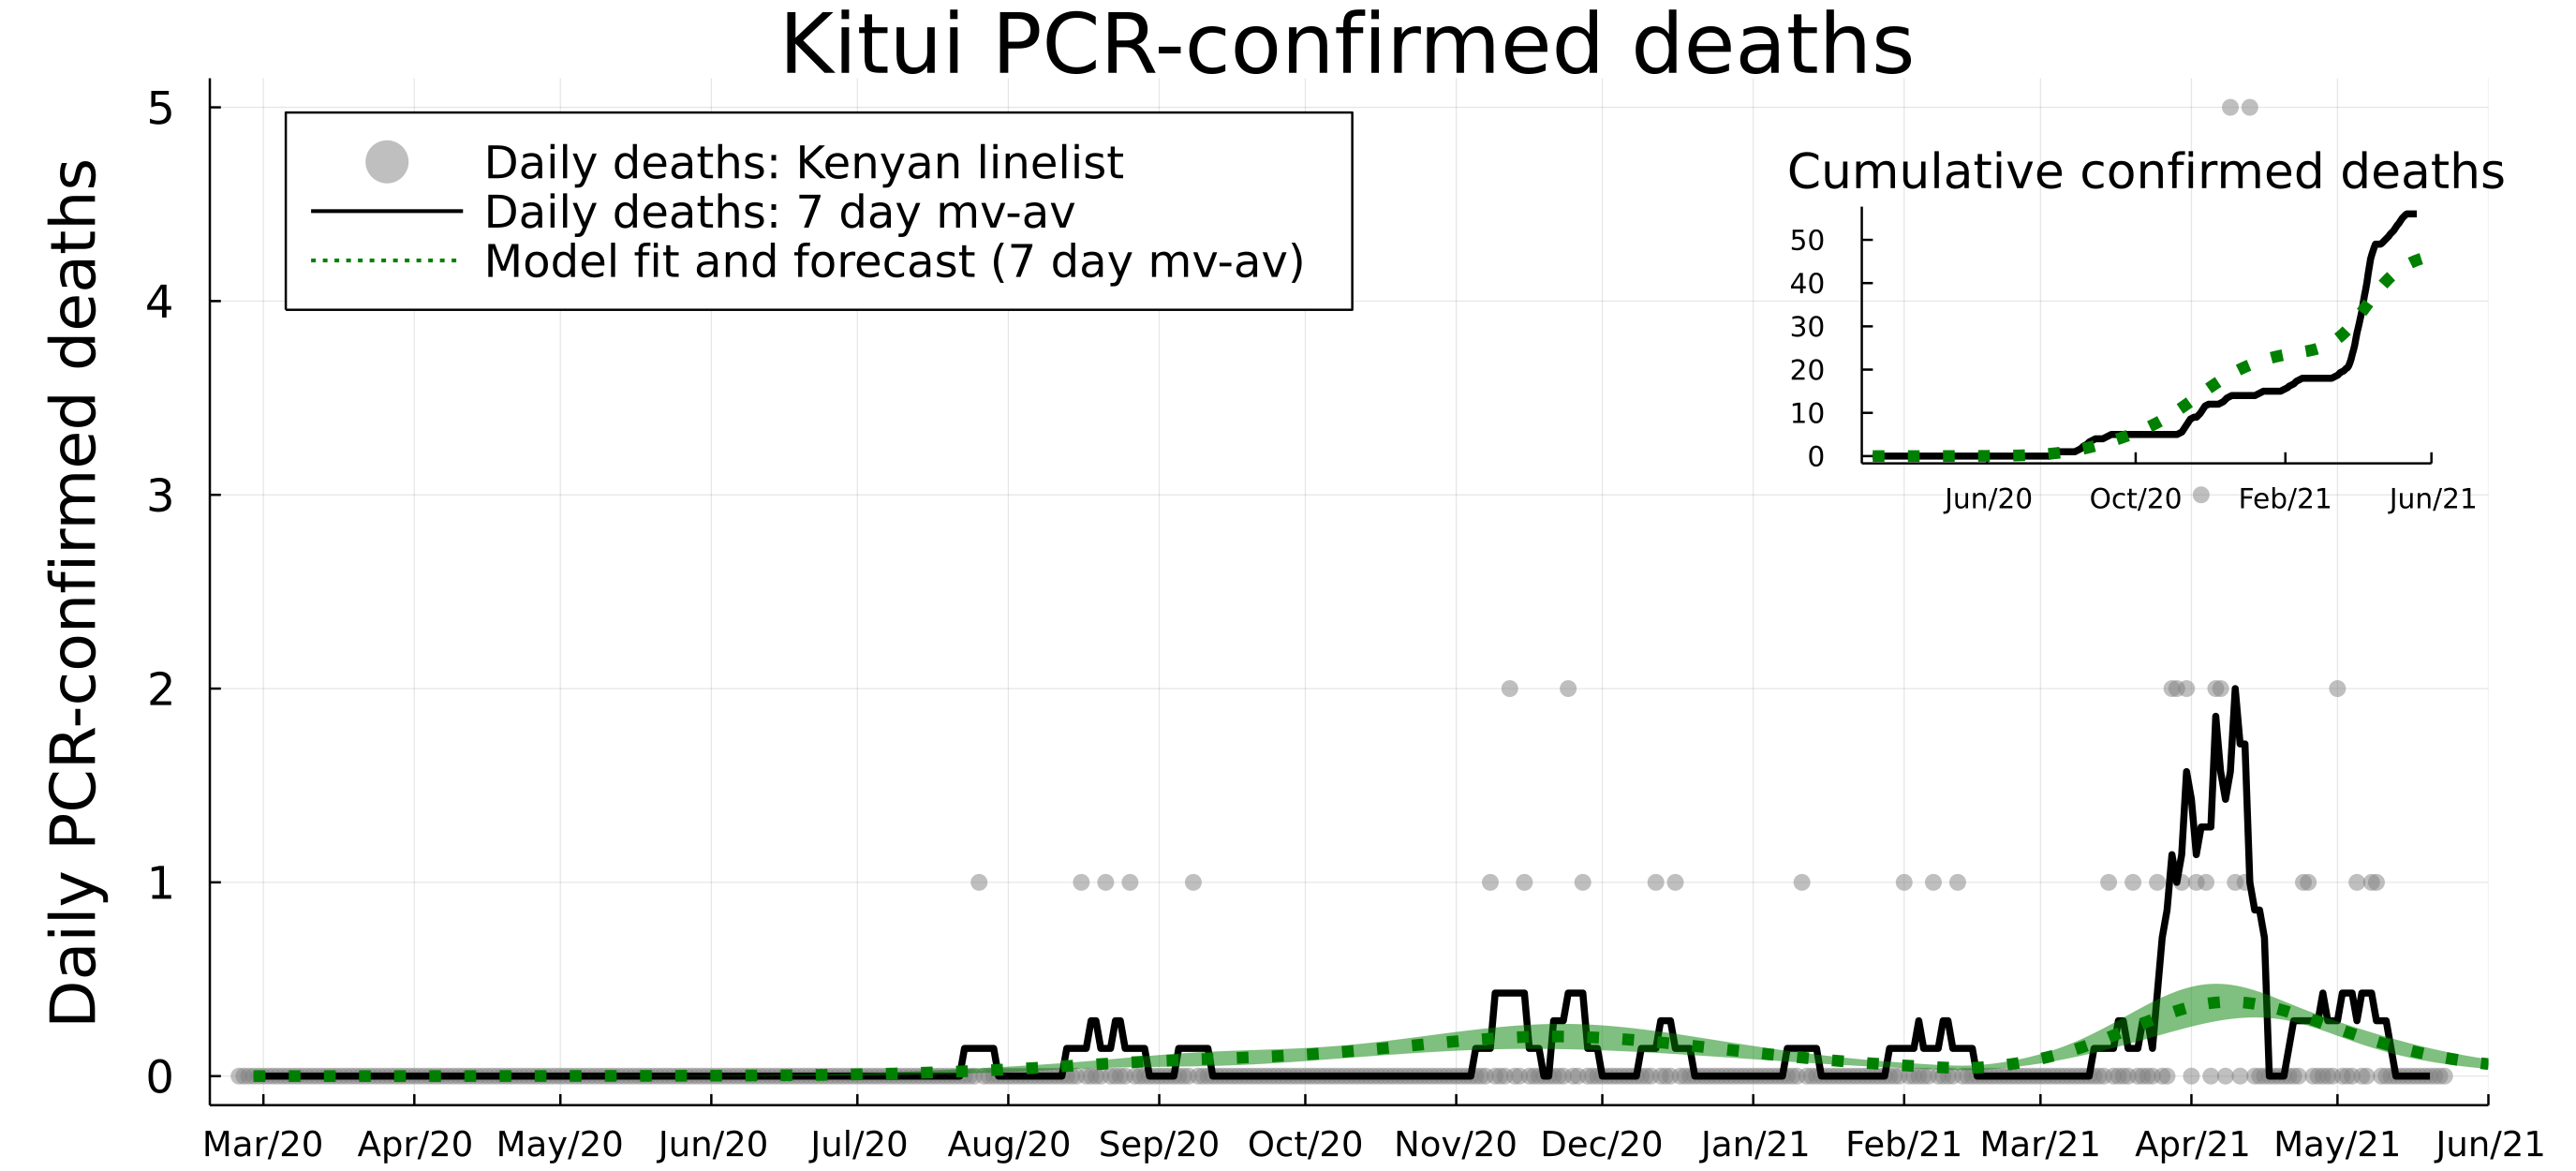 Kitui PCR-confirmed deaths
Daily PCR-confirmed deaths
5
4
3
2
1
0
Daily deaths: Kenyan linelist
Daily deaths: 7 day mv-av
Model fit and forecast (7 day mv-av)
Cumulative confirmed deaths
50
40
30
20
10
0
Jun/20 Oct/20 Feb/21 Jun/21
Mar/20 Apr/20 May/20 Jun/20 Jul/20 Aug/20 Sep/20 Oct/20 Nov/20 Dec/20 Jan/21 Feb/21 Mar/21 Apr/21 May/21 Jun/21